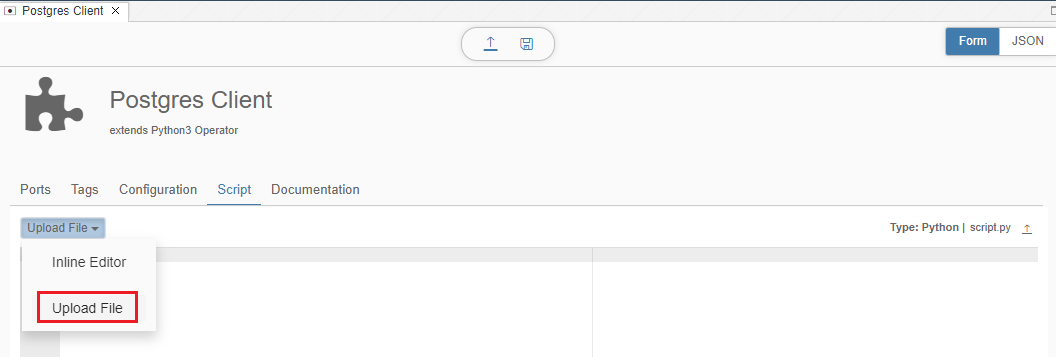 Postgres Client
Form
JSON
Postgres Client
extends Python3 Operator
Ports
Tags
Configuration
Script
Documentation
Upload File
Type: Python | script.py
Inline Editor
Upload File